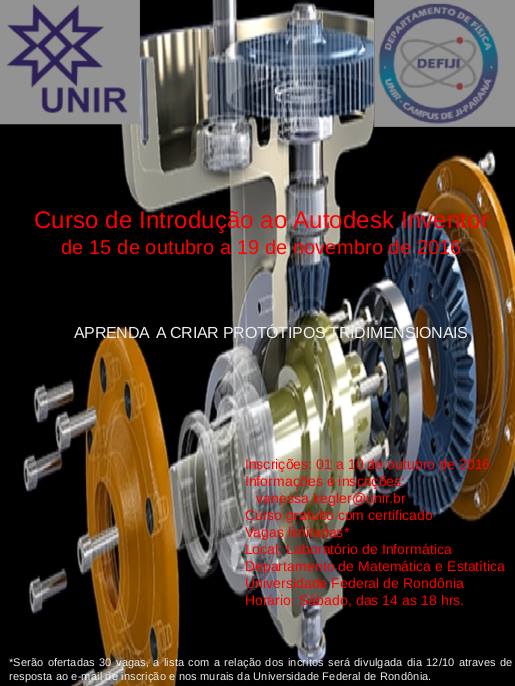 UNIR
DEPARTAMENTO DE FÍSICA
DEFIJI
UNIR - CAMPUS DE JI-PARANÁ
Curso de Introdução ao Autodesk Inventor
de 15 de outubro a 19 de novembro de 2016
APRENDA A CRIAR PROTÓTIPOS TRIDIMENSIONAIS
Inscrições: 01 a 10 de outubro de 2016
Informações e inscrições:
vanessa.kegler@unir.br
Curso gratuito com certificado
Vagas limitadas*
Local: Laboratório de Informática
Departamento de Matemática e Estatítica
Universidade Federal de Rondônia
Horário: Sábado, das 14 as 18 hrs.
*Serão ofertadas 30 vagas, a lista com a relação dos incritos será divulgada dia 12/10 atraves de
resposta ao e-mail de inscrição e nos murais da Universidade Federal de Rondônia.